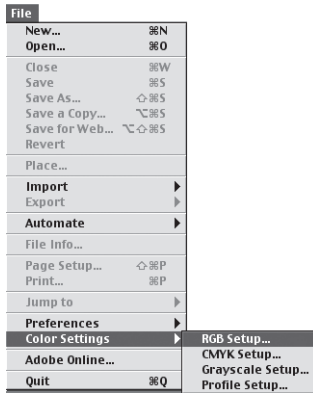 File
New... ⌘N
Open... ⌘O
Close ⌘W
Save ⌘S
Save As... ⇧⌘S
Save a Copy... ⌥⌘S
Save for Web... ⌥⇧⌘S
Revert
Place...
Import
Export
Automate
File Info...
Page Setup... ⇧⌘P
Print... ⌘P
Jump to
Preferences
Color Settings RGB Setup...
CMYK Setup...
Adobe Online...
Grayscale Setup...
Quit ⌘Q
Profile Setup...